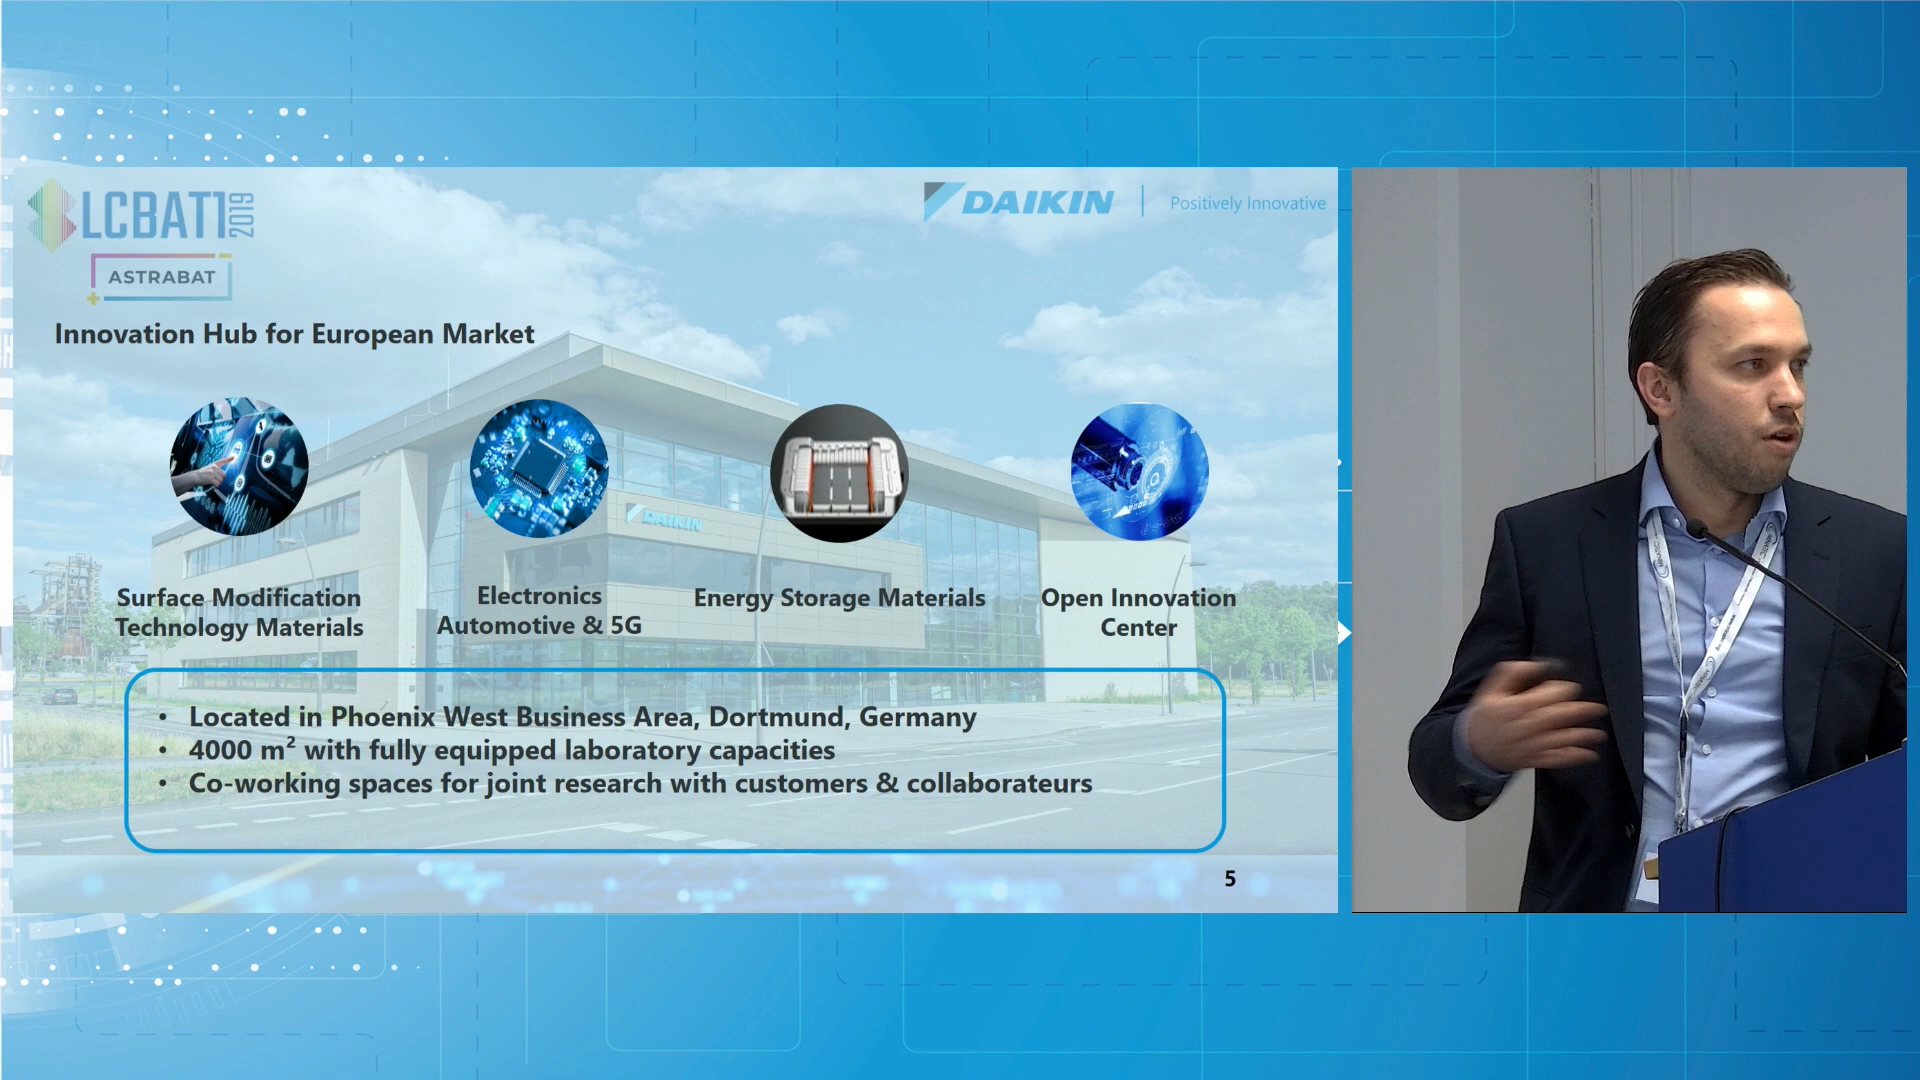 LCBAT1 2019
DAIKIN | Positively Innovative
ASTRABAT
Innovation Hub for European Market
DAIKIN
Surface Modification
Technology Materials
Electronics
Automotive & 5G
Energy Storage Materials
Open Innovation
Center
• Located in Phoenix West Business Area, Dortmund, Germany
• 4000 m² with fully equipped laboratory capacities
• Co-working spaces for joint research with customers & collaborateurs
5